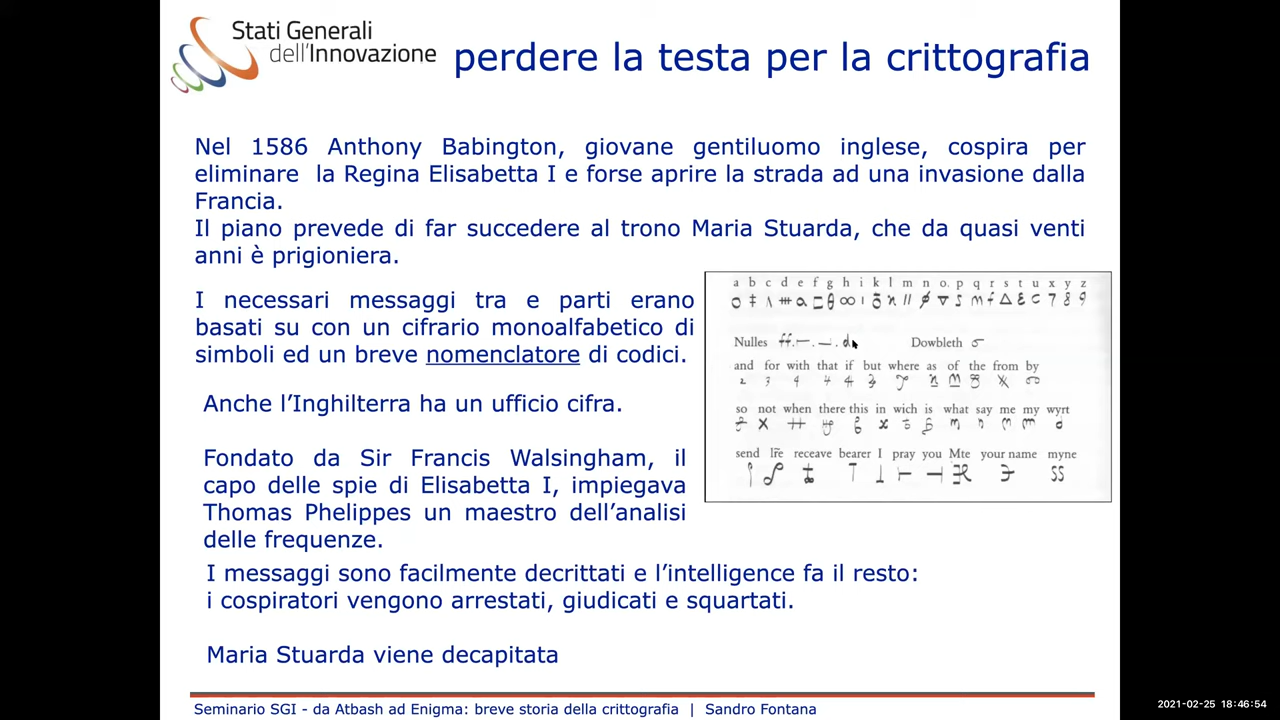 Stati Generali
dell'Innovazione
perdere la testa per la crittografia
Nel 1586 Anthony Babington, giovane gentiluomo inglese, cospira per
eliminare la Regina Elisabetta I e forse aprire la strada ad una invasione dalla
Francia.
Il piano prevede di far succedere al trono Maria Stuarda, che da quasi venti
anni è prigioniera.
I necessari messaggi tra e parti erano
basati su con un cifrario monoalfabetico di
simboli ed un breve nomenclatore di codici.
a b c d e f g h i k l m n o. p q r s t u x y z
Nulles Dowbleth
and for with that if but where as of the from by
so not when there this in wich is what say me my wyrt
send lr̃e receave bearer I pray you Mte your name myne
Anche l'Inghilterra ha un ufficio cifra.
Fondato da Sir Francis Walsingham, il
capo delle spie di Elisabetta I, impiegava
Thomas Phelippes un maestro dell'analisi
delle frequenze.
I messaggi sono facilmente decrittati e l'intelligence fa il resto:
i cospiratori vengono arrestati, giudicati e squartati.
Maria Stuarda viene decapitata
Seminario SGI - da Atbash ad Enigma: breve storia della crittografia | Sandro Fontana
2021-02-25 18:46:54